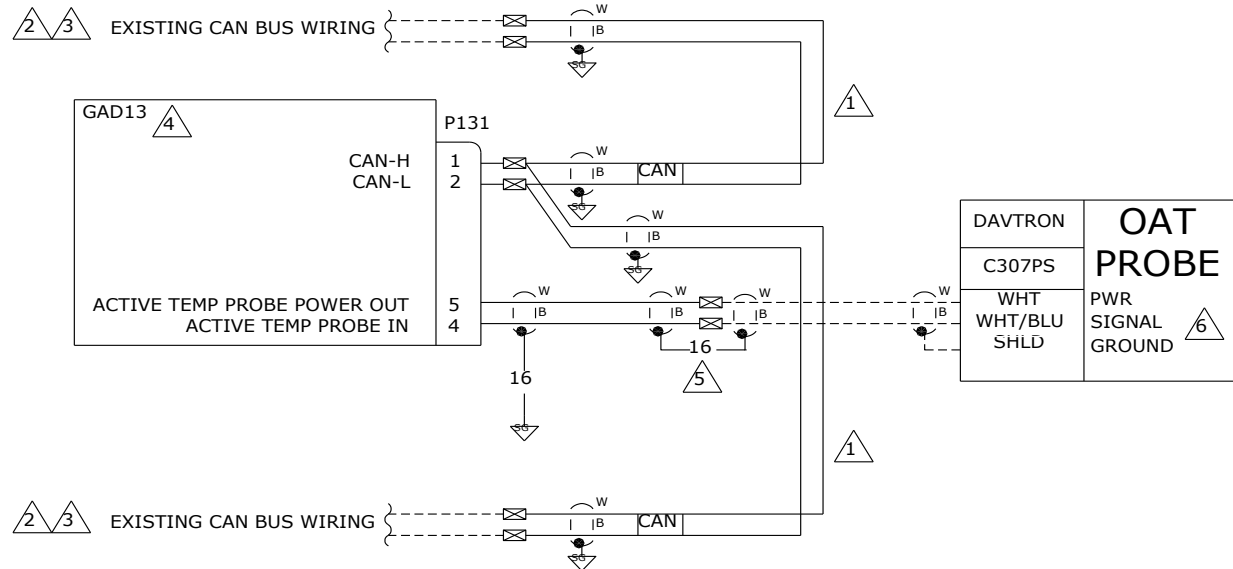 2 3 EXISTING CAN BUS WIRING
W
B
SG
1
GAD13 4
P131
CAN-H 1
W
CAN-L 2
B
CAN
SG
W
B
SG
ACTIVE TEMP PROBE POWER OUT 5
ACTIVE TEMP PROBE IN 4
W
B
W
B
W
B
W
B
16
SG
16
5
DAVTRON
C307PS
WHT
WHT/BLU
SHLD
OAT
PROBE
PWR
SIGNAL
GROUND
6
1
2 3 EXISTING CAN BUS WIRING
W
B
CAN
SG